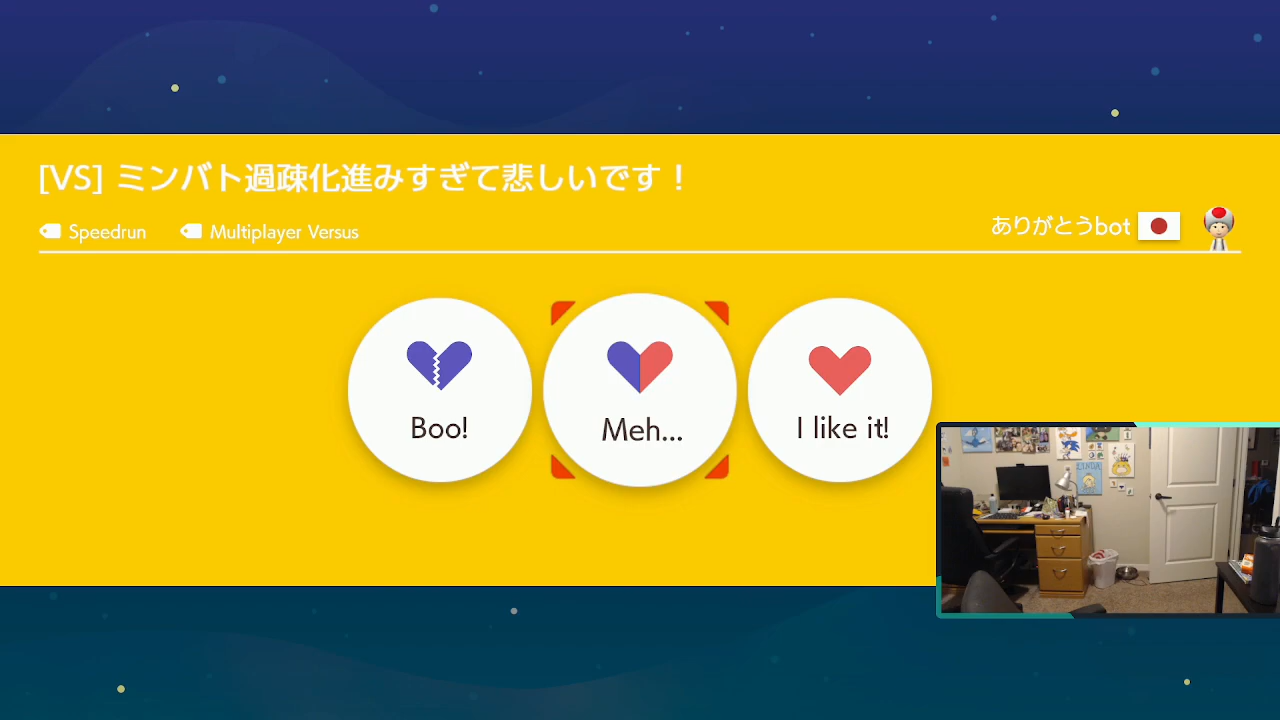 [VS] ミンバト過疎化進みすぎて悲しいです！
Speedrun Multiplayer Versus
ありがとうbot
Boo! Meh... I like it!
LINDA